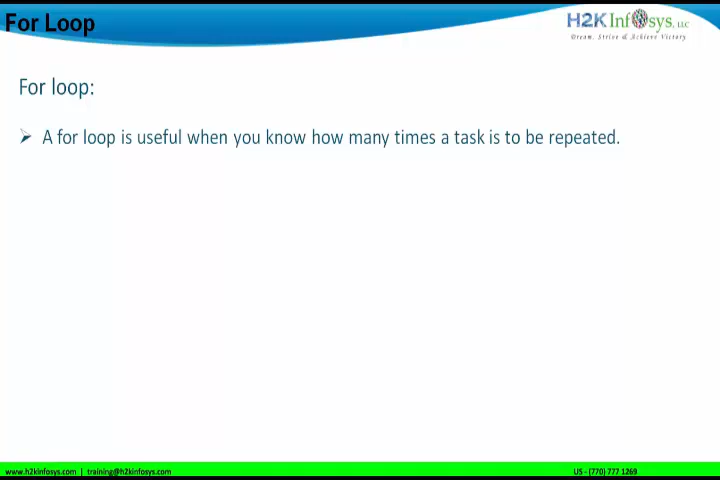 For Loop
H2K Infosys, LLC
Dream, Strive & Achieve Victory
For loop:
➢ A for loop is useful when you know how many times a task is to be repeated.
www.h2kinfosys.com | training@h2kinfosys.com
US - (770) 777 1269